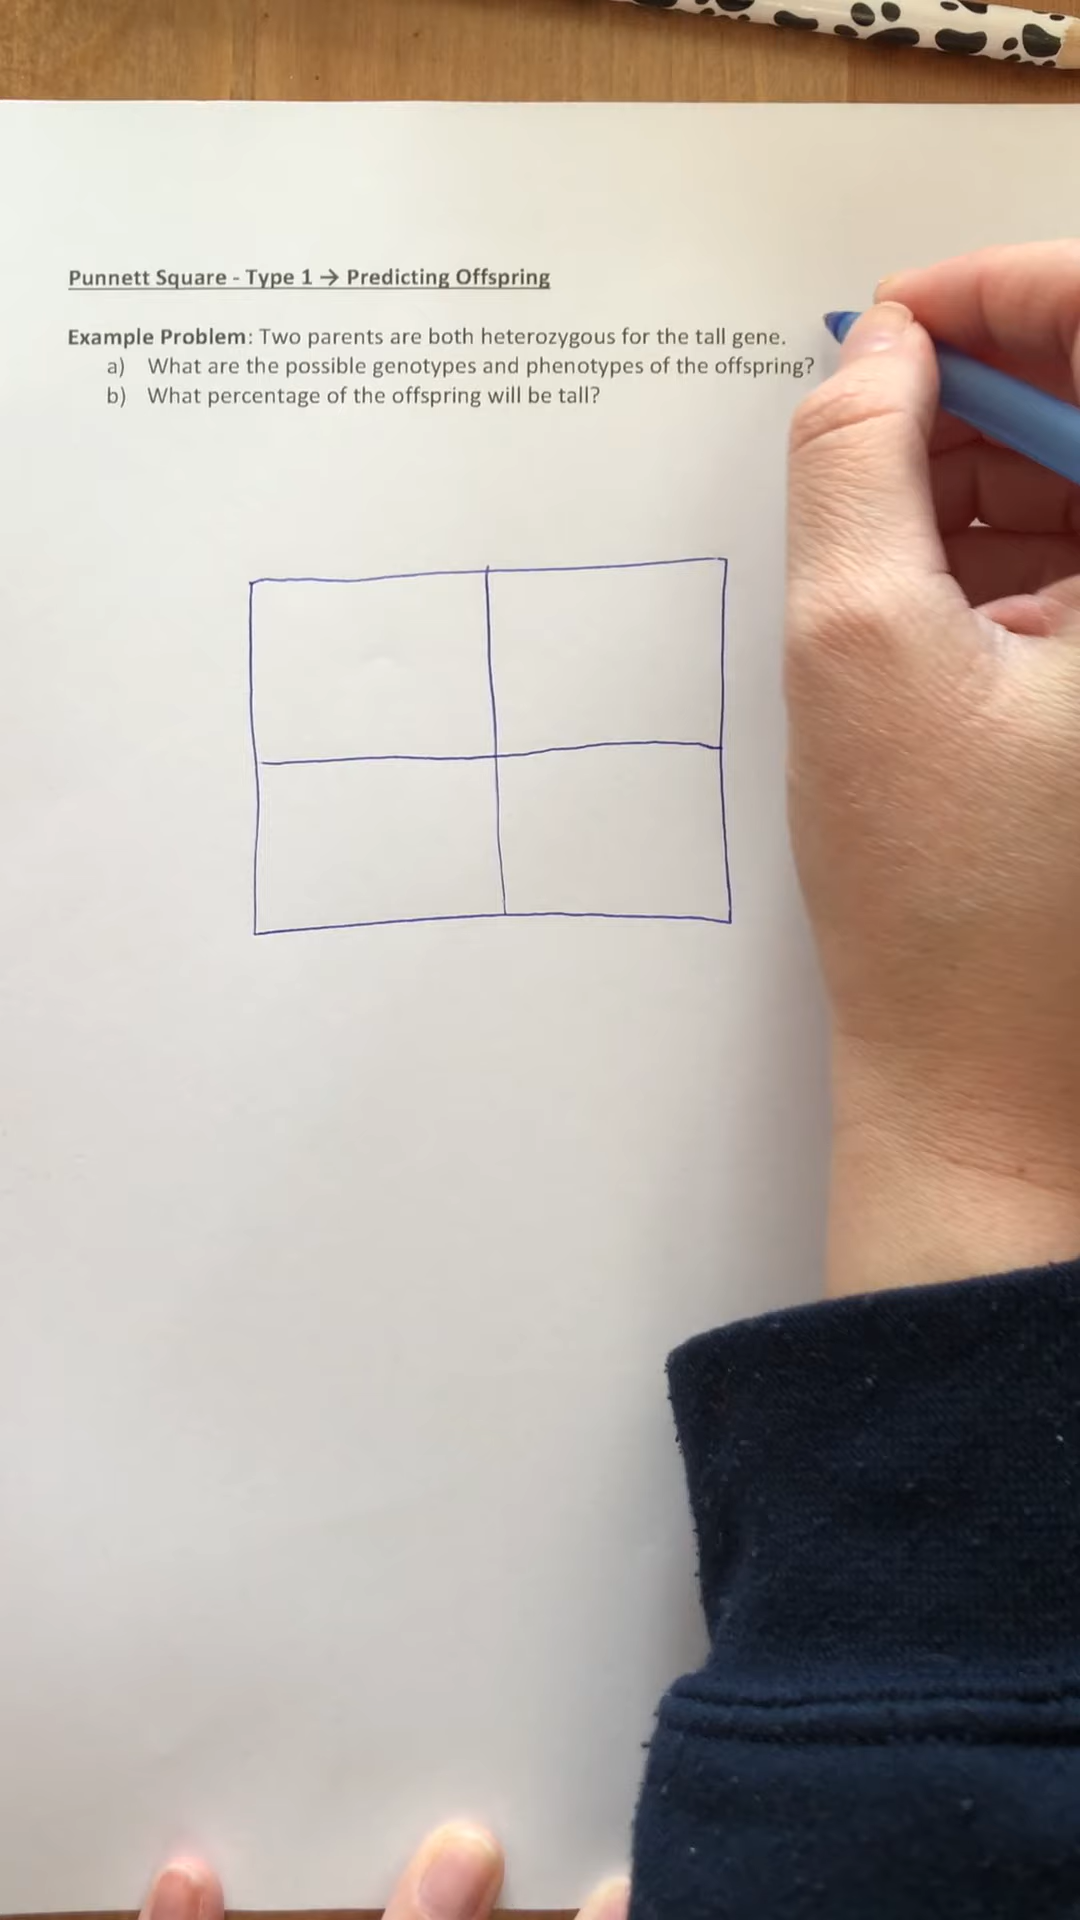 Punnett Square - Type 1 → Predicting Offspring
Example Problem: Two parents are both heterozygous for the tall gene.
a) What are the possible genotypes and phenotypes of the offspring?
b) What percentage of the offspring will be tall?